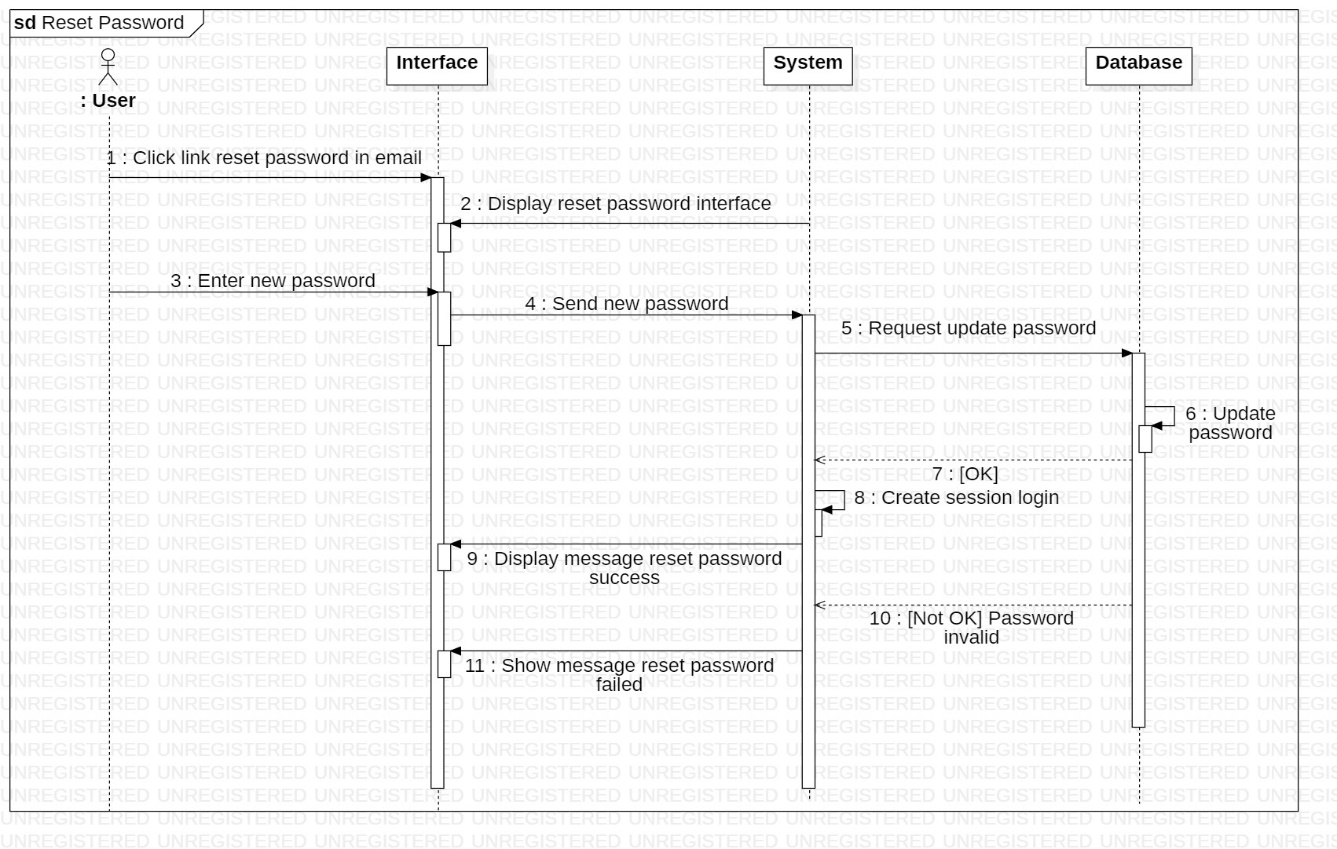 sd Reset Password
: User
Interface
System
Database
1 : Click link reset password in email
2 : Display reset password interface
3 : Enter new password
4 : Send new password
5 : Request update password
6 : Update
password
7 : [OK]
8 : Create session login
9 : Display message reset password
success
10 : [Not OK] Password
invalid
11 : Show message reset password
failed
UNREGISTERED